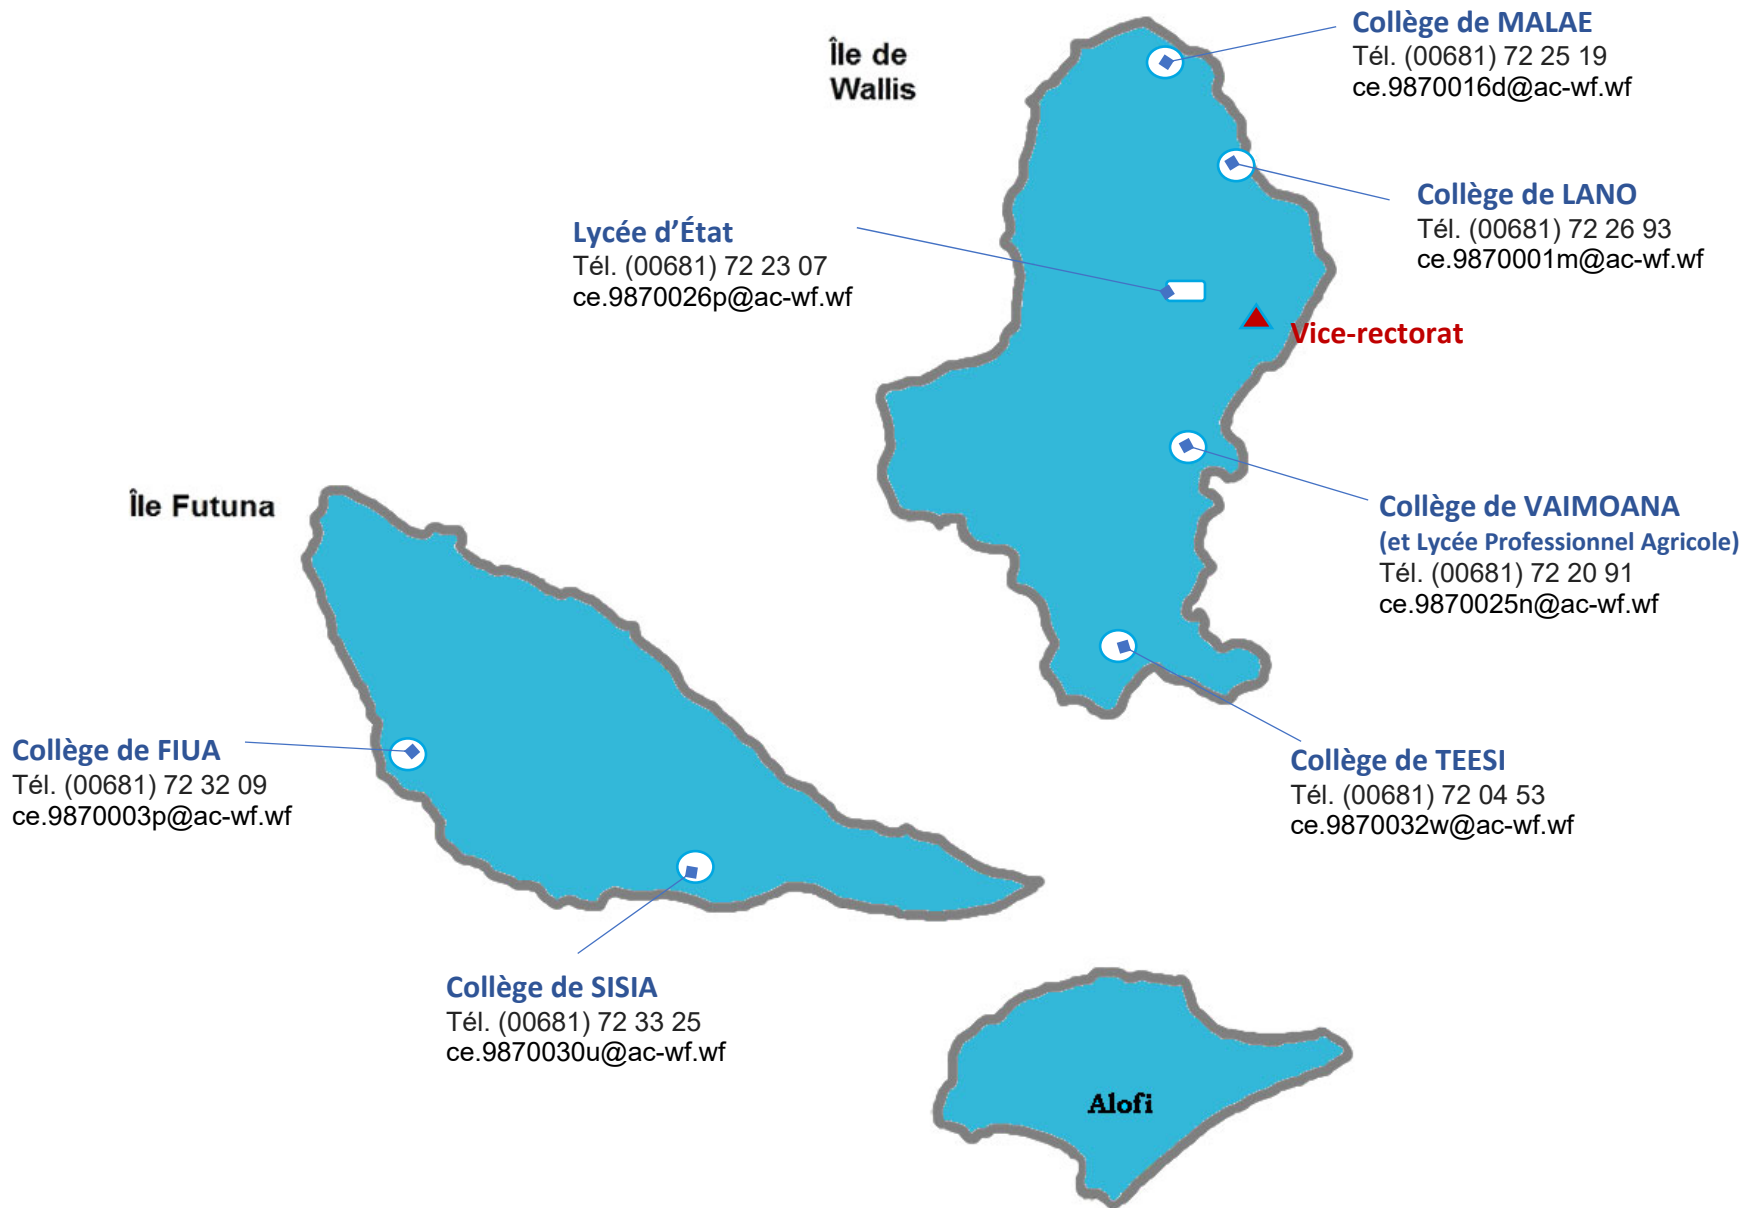 Île de
Wallis
Collège de MALAE
Tél. (00681) 72 25 19
ce.9870016d@ac-wf.wf
Collège de LANO
Tél. (00681) 72 26 93
ce.9870001m@ac-wf.wf
Lycée d’État
Tél. (00681) 72 23 07
ce.9870026p@ac-wf.wf
Vice-rectorat
Île Futuna
Collège de VAIMOANA
(et Lycée Professionnel Agricole)
Tél. (00681) 72 20 91
ce.9870025n@ac-wf.wf
Collège de FIUA
Tél. (00681) 72 32 09
ce.9870003p@ac-wf.wf
Collège de TEESI
Tél. (00681) 72 04 53
ce.9870032w@ac-wf.wf
Collège de SISIA
Tél. (00681) 72 33 25
ce.9870030u@ac-wf.wf
Alofi